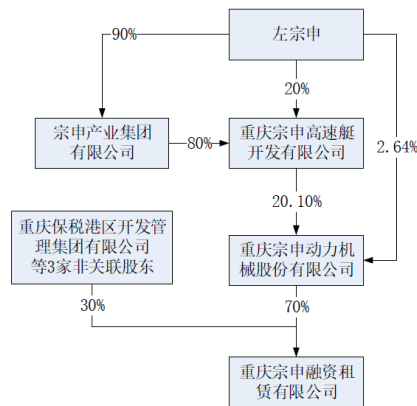 左宗申
90%
20%
2.64%
宗申产业集团
有限公司
80%
重庆宗申高速艇
开发有限公司
20.10%
重庆保税港区开发管
理集团有限公司
等3家非关联股东
重庆宗申动力机
械股份有限公司
30%
70%
重庆宗申融资租
赁有限公司